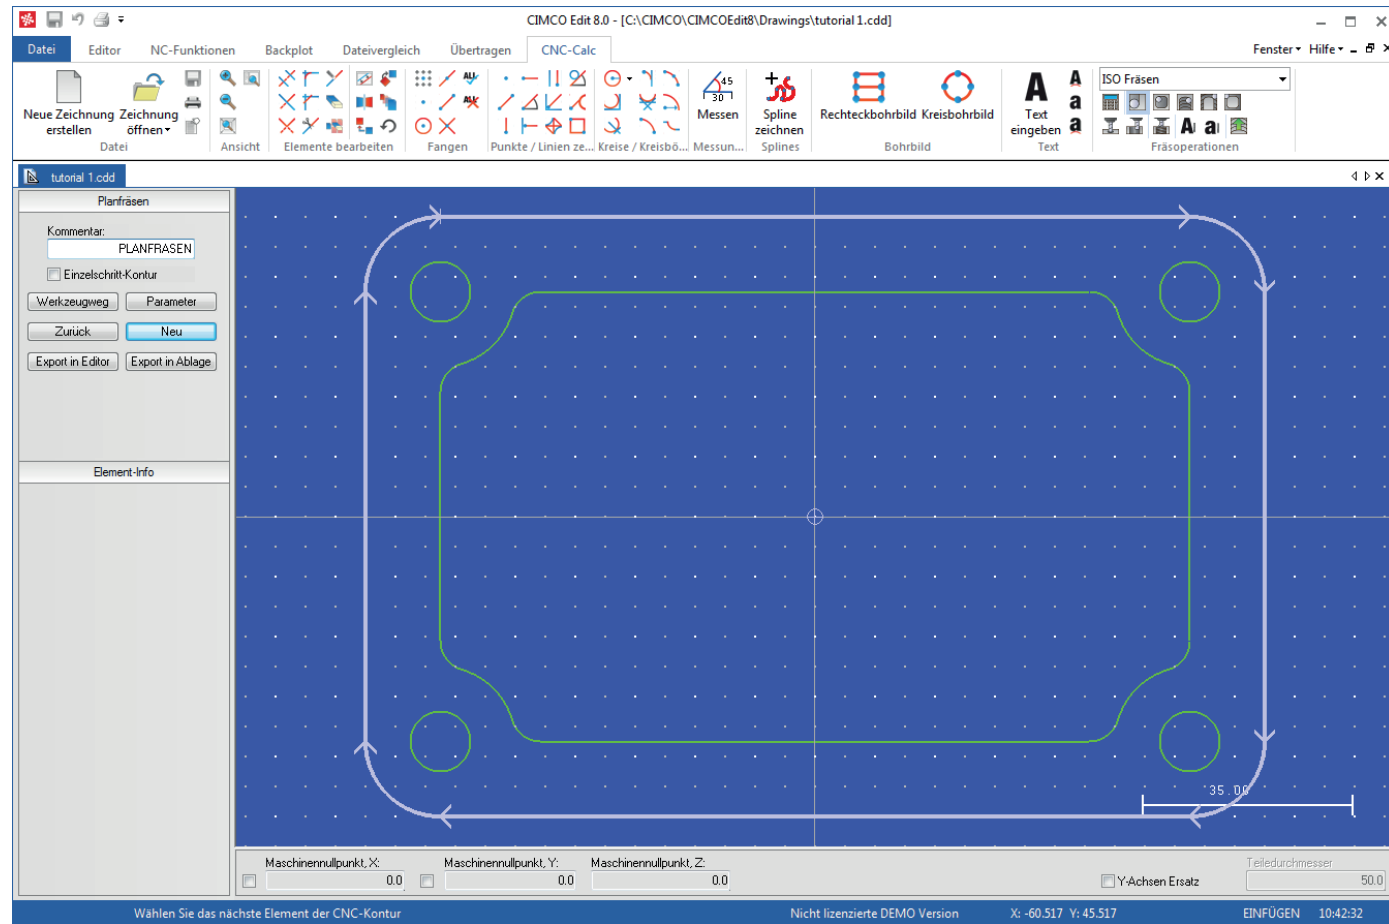 CIMCO Edit 8.0 - [C:\CIMCO\CIMCOEdit8\Drawings\tutorial 1.cdd]
Datei Editor NC-Funktionen Backplot Dateivergleich Übertragen CNC-Calc Fenster Hilfe
Neue Zeichnung erstellen
Zeichnung öffnen
ALL
ALL
45
30
Messen
Spline zeichnen
Rechteckbohrbild
Kreisbohrbild
A
Text eingeben
A
a
a
ISO Fräsen
A
a
Datei Ansicht Elemente bearbeiten Fangen Punkte / Linien ze... Kreise / Kreisbö... Messun... Splines Bohrbild Text Fräsoperationen
tutorial 1.cdd
Planfräsen
Kommentar:
PLANFRASEN
Einzelschritt-Kontur
Werkzeugweg Parameter
Zurück Neu
Export in Editor Export in Ablage
Element-Info
35.00
Maschinennullpunkt, X: Maschinennullpunkt, Y: Maschinennullpunkt, Z: Teiledurchmesser
0.0 0.0 0.0 Y-Achsen Ersatz 50.0
Wählen Sie das nächste Element der CNC-Kontur Nicht lizenzierte DEMO Version X: -60.517 Y: 45.517 EINFÜGEN 10:42:32